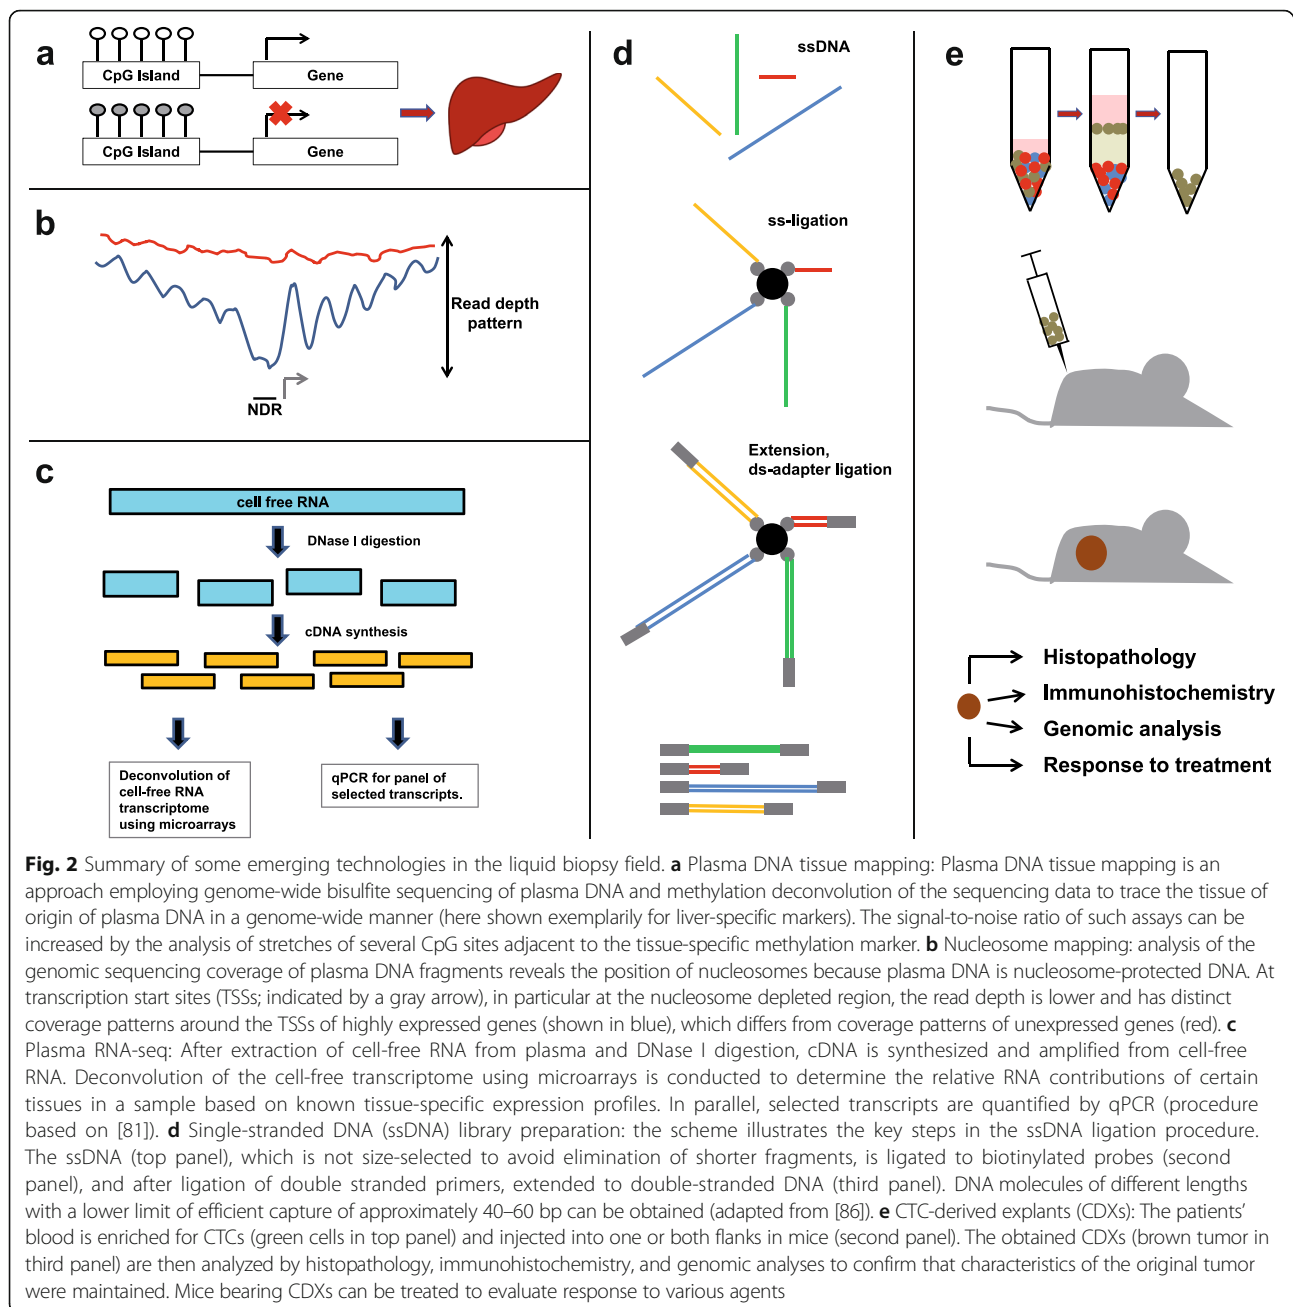 a
CpG Island
Gene
CpG Island
Gene
b
Read depth
pattern
NDR
c
cell free RNA
DNase I digestion
cDNA synthesis
Deconvolution of
cell-free RNA
transcriptome
using microarrays
qPCR for panel of
selected transcripts.
d
ssDNA
ss-ligation
Extension,
ds-adapter ligation
e
Histopathology
Immunohistochemistry
Genomic analysis
Response to treatment
Fig. 2 Summary of some emerging technologies in the liquid biopsy field. a Plasma DNA tissue mapping: Plasma DNA tissue mapping is an
approach employing genome-wide bisulfite sequencing of plasma DNA and methylation deconvolution of the sequencing data to trace the tissue of
origin of plasma DNA in a genome-wide manner (here shown exemplarily for liver-specific markers). The signal-to-noise ratio of such assays can be
increased by the analysis of stretches of several CpG sites adjacent to the tissue-specific methylation marker. b Nucleosome mapping: analysis of the
genomic sequencing coverage of plasma DNA fragments reveals the position of nucleosomes because plasma DNA is nucleosome-protected DNA. At
transcription start sites (TSSs; indicated by a gray arrow), in particular at the nucleosome depleted region, the read depth is lower and has distinct
coverage patterns around the TSSs of highly expressed genes (shown in blue), which differs from coverage patterns of unexpressed genes (red). c
Plasma RNA-seq: After extraction of cell-free RNA from plasma and DNase I digestion, cDNA is synthesized and amplified from cell-free
RNA. Deconvolution of the cell-free transcriptome using microarrays is conducted to determine the relative RNA contributions of certain
tissues in a sample based on known tissue-specific expression profiles. In parallel, selected transcripts are quantified by qPCR (procedure
based on [81]). d Single-stranded DNA (ssDNA) library preparation: the scheme illustrates the key steps in the ssDNA ligation procedure.
The ssDNA (top panel), which is not size-selected to avoid elimination of shorter fragments, is ligated to biotinylated probes (second
panel), and after ligation of double stranded primers, extended to double-stranded DNA (third panel). DNA molecules of different lengths
with a lower limit of efficient capture of approximately 40–60 bp can be obtained (adapted from [86]). e CTC-derived explants (CDXs): The patients’
blood is enriched for CTCs (green cells in top panel) and injected into one or both flanks in mice (second panel). The obtained CDXs (brown tumor in
third panel) are then analyzed by histopathology, immunohistochemistry, and genomic analyses to confirm that characteristics of the original tumor
were maintained. Mice bearing CDXs can be treated to evaluate response to various agents